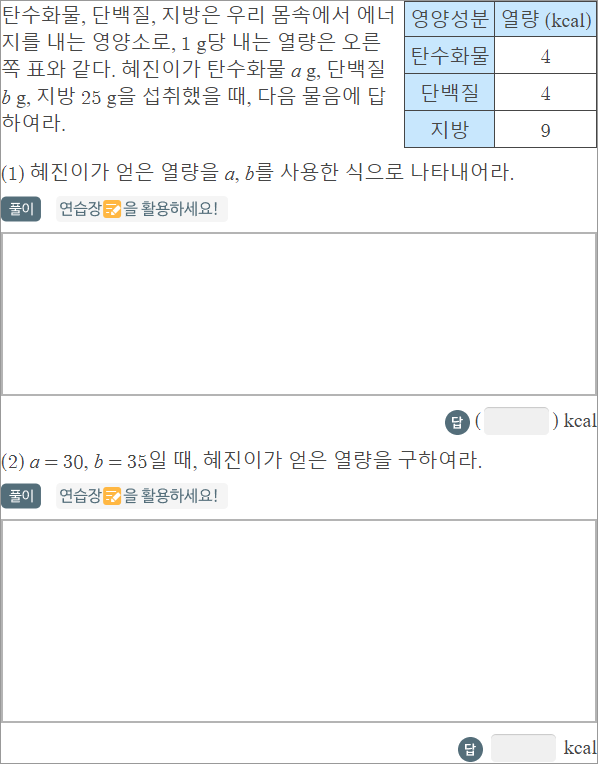 탄수화물, 단백질, 지방은 우리 몸속에서 에너
지를 내는 영양소로, 1 g당 내는 열량은 오른
쪽 표와 같다. 혜진이가 탄수화물 a g, 단백질
b g, 지방 25 g을 섭취했을 때, 다음 물음에 답
하여라.
영양성분 열량 (kcal)
탄수화물 4
단백질 4
지방 9
(1) 혜진이가 얻은 열량을 a, b를 사용한 식으로 나타내어라.
풀이 연습장을 활용하세요!
답 ( ) kcal
(2) a = 30, b = 35일 때, 혜진이가 얻은 열량을 구하여라.
풀이 연습장을 활용하세요!
답 kcal